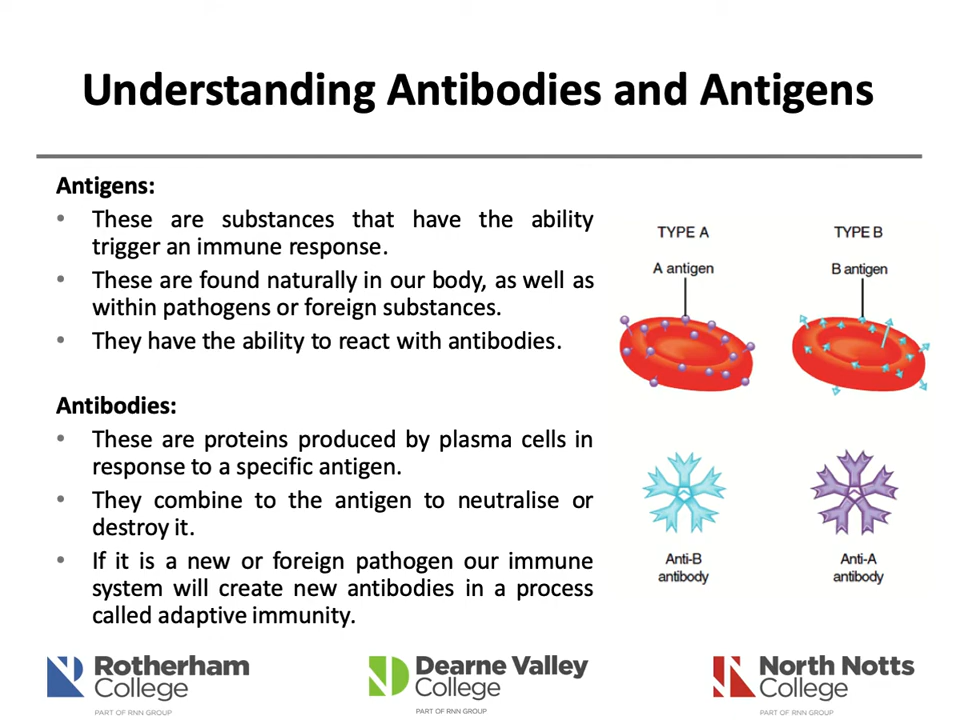 Understanding Antibodies and Antigens
Antigens:
• These are substances that have the ability
trigger an immune response.
• These are found naturally in our body, as well as
within pathogens or foreign substances.
• They have the ability to react with antibodies.
Antibodies:
• These are proteins produced by plasma cells in
response to a specific antigen.
• They combine to the antigen to neutralise or
destroy it.
• If it is a new or foreign pathogen our immune
system will create new antibodies in a process
called adaptive immunity.
TYPE A
A antigen
Anti-B
antibody
TYPE B
B antigen
Anti-A
antibody
Rotherham
College
PART OF RNN GROUP
Dearne Valley
College
PART OF RNN GROUP
North Notts
College
PART OF RNN GROUP